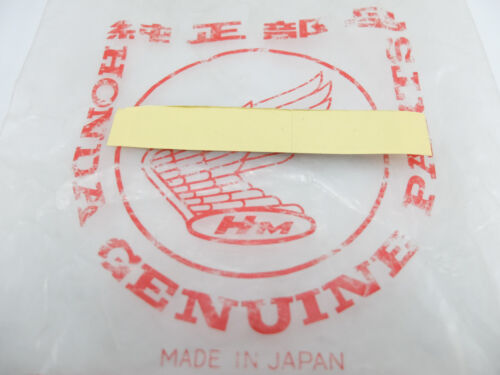 純正部品
HONDA
GENUINE
PARTS
HM
MADE IN JAPAN